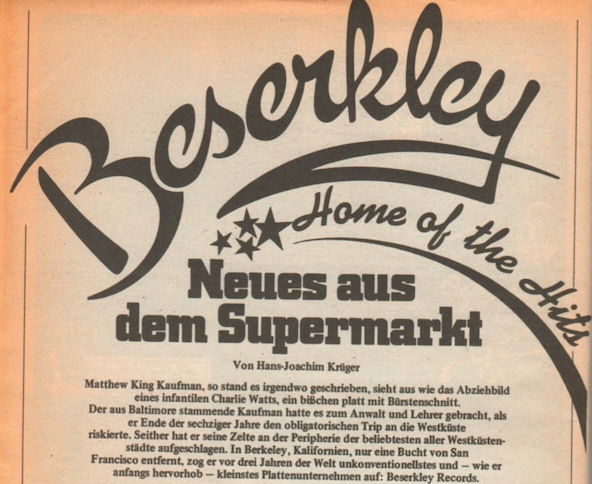 Beserkley
Home of the Hits
Neues aus
dem Supermarkt
Von Hans-Joachim Krüger
Matthew King Kaufman, so stand es irgendwo geschrieben, sieht aus wie das Abziehbild
eines infantilen Charlie Watts, ein bißchen platt mit Bürstenschnitt.
Der aus Baltimore stammende Kaufman hatte es zum Anwalt und Lehrer gebracht, als
er Ende der sechziger Jahre den obligatorischen Trip an die Westküste
riskierte. Seither hat er seine Zelte an der Peripherie der beliebtesten aller Westküsten-
städte aufgeschlagen. In Berkeley, Kalifornien, nur eine Bucht von San
Francisco entfernt, zog er vor drei Jahren der Welt unkonventionellstes und — wie er
anfangs hervorhob — kleinstes Plattenunternehmen auf: Beserkley Records.